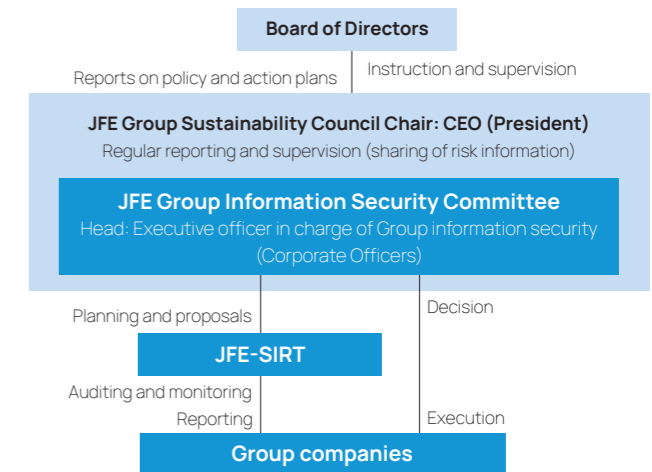 Board of Directors
Reports on policy and action plans
Instruction and supervision
JFE Group Sustainability Council Chair: CEO (President)
Regular reporting and supervision (sharing of risk information)
JFE Group Information Security Committee
Head: Executive officer in charge of Group information security
(Corporate Officers)
Planning and proposals
Decision
JFE-SIRT
Auditing and monitoring
Reporting
Execution
Group companies